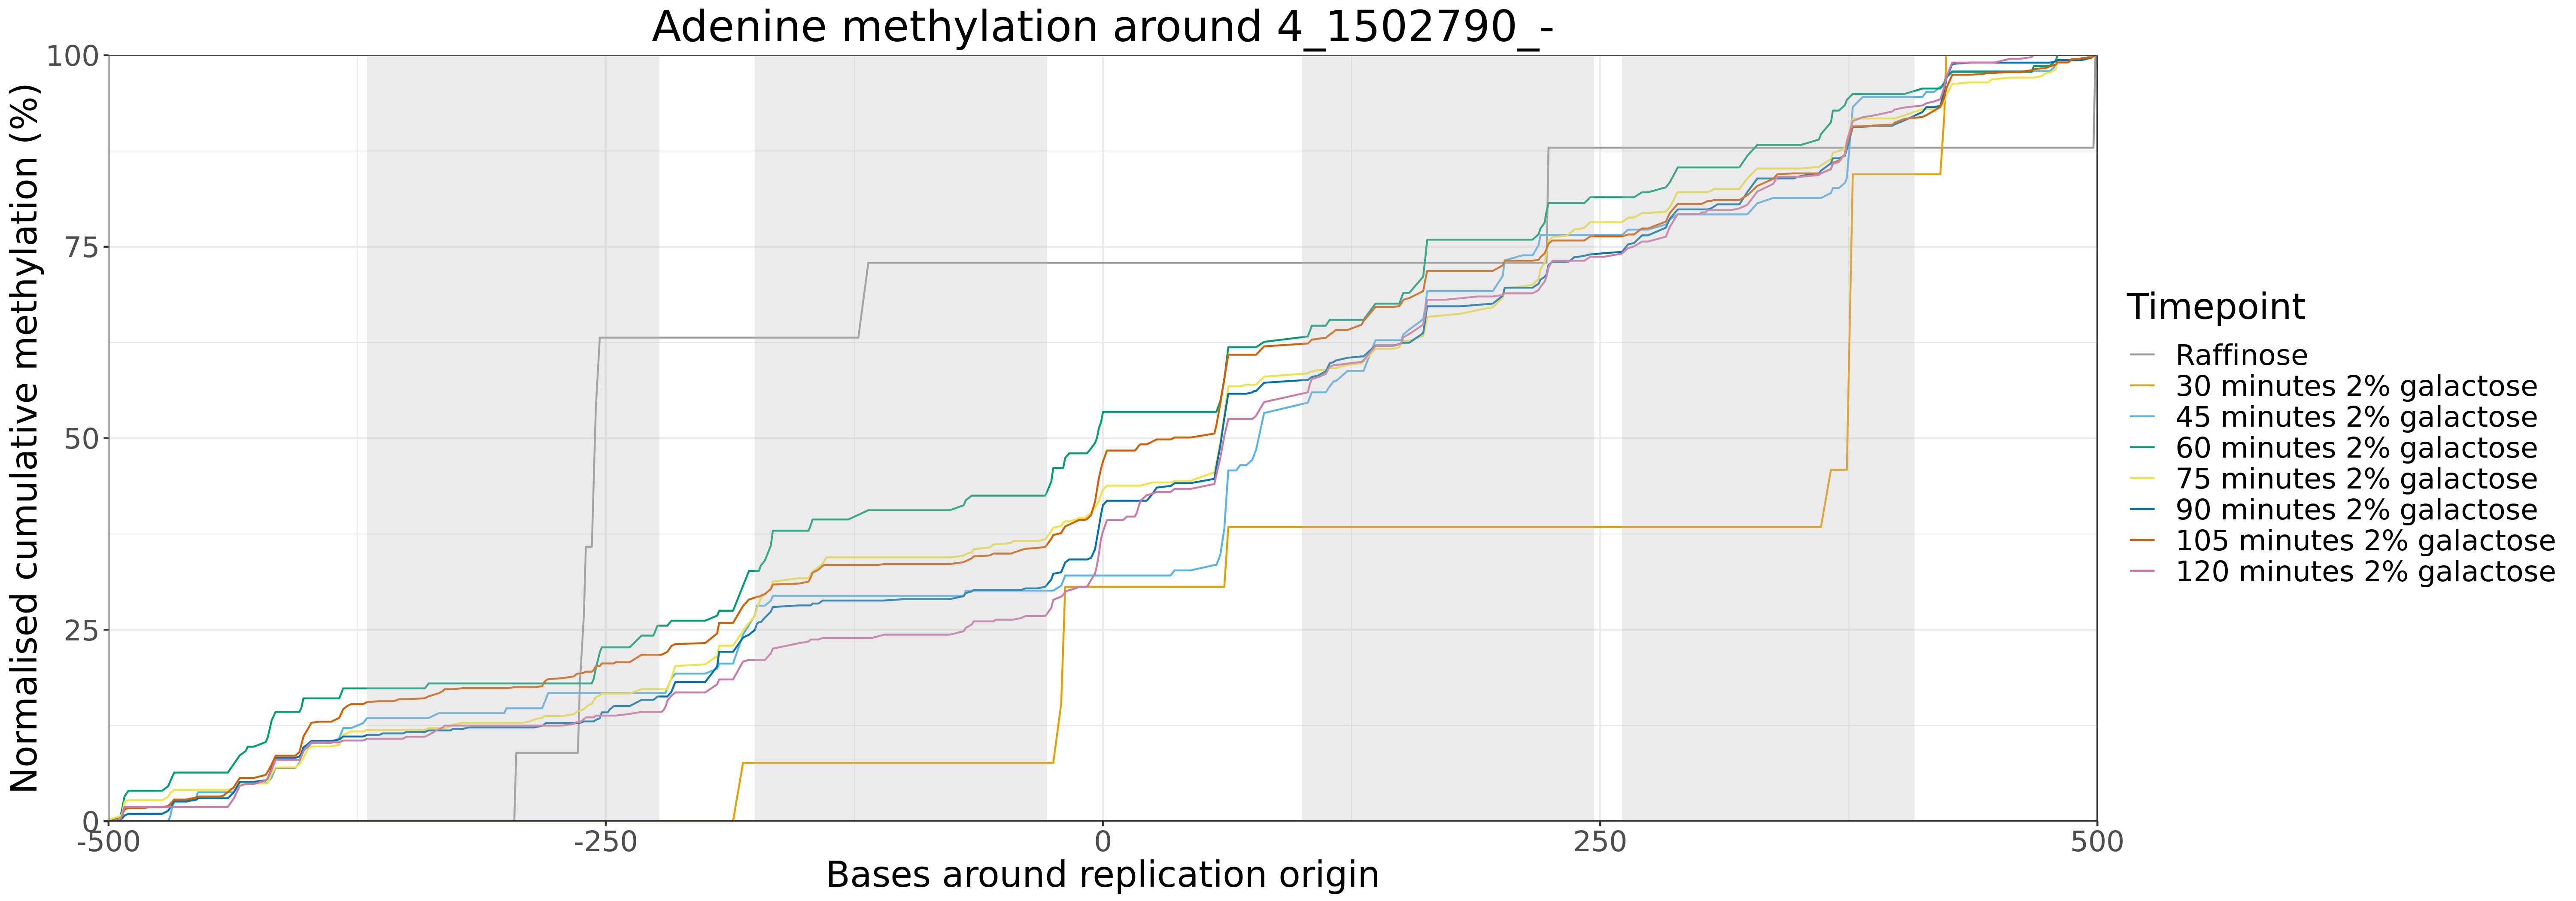 Adenine methylation around 4_1502790_-
Normalised cumulative methylation (%)
100
75
50
25
0
-500
-250
0
250
500
Bases around replication origin
Timepoint
Raffinose
30 minutes 2% galactose
45 minutes 2% galactose
60 minutes 2% galactose
75 minutes 2% galactose
90 minutes 2% galactose
105 minutes 2% galactose
120 minutes 2% galactose